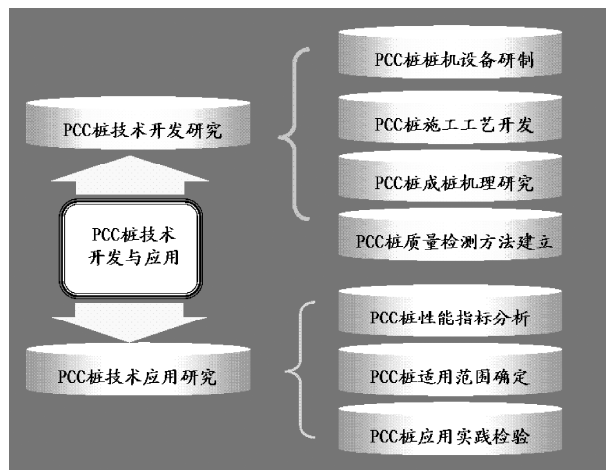 PCC桩桩机设备研制
PCC桩技术开发研究
PCC桩施工工艺开发
PCC桩成桩机理研究
PCC桩技术
开发与应用
PCC桩质量检测方法建立
PCC桩性能指标分析
PCC桩技术应用研究
PCC桩适用范围确定
PCC桩应用实践检验